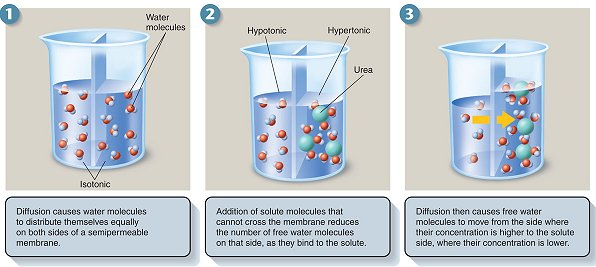 1
Water
molecules
Isotonic
Diffusion causes water molecules
to distribute themselves equally
on both sides of a semipermeable
membrane.
2
Hypotonic
Hypertonic
Urea
Addition of solute molecules that
cannot cross the membrane reduces
the number of free water molecules
on that side, as they bind to the solute.
3
Diffusion then causes free water
molecules to move from the side where
their concentration is higher to the solute
side, where their concentration is lower.